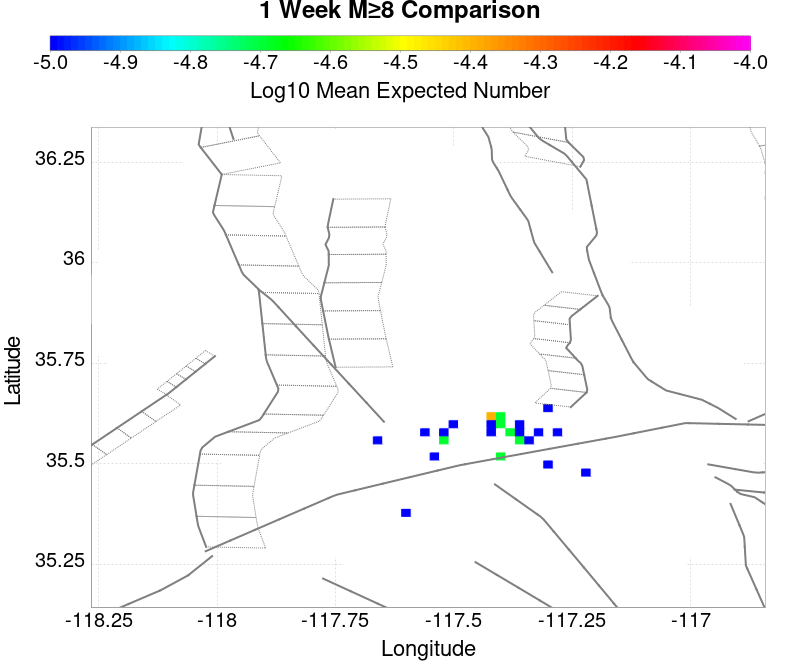 1 Week M≥8 Comparison
-5.0 -4.9 -4.8 -4.7 -4.6 -4.5 -4.4 -4.3 -4.2 -4.1 -4.0
Log10 Mean Expected Number
36.25
36
35.75
35.5
35.25
Latitude
-118.25 -118 -117.75 -117.5 -117.25 -117
Longitude